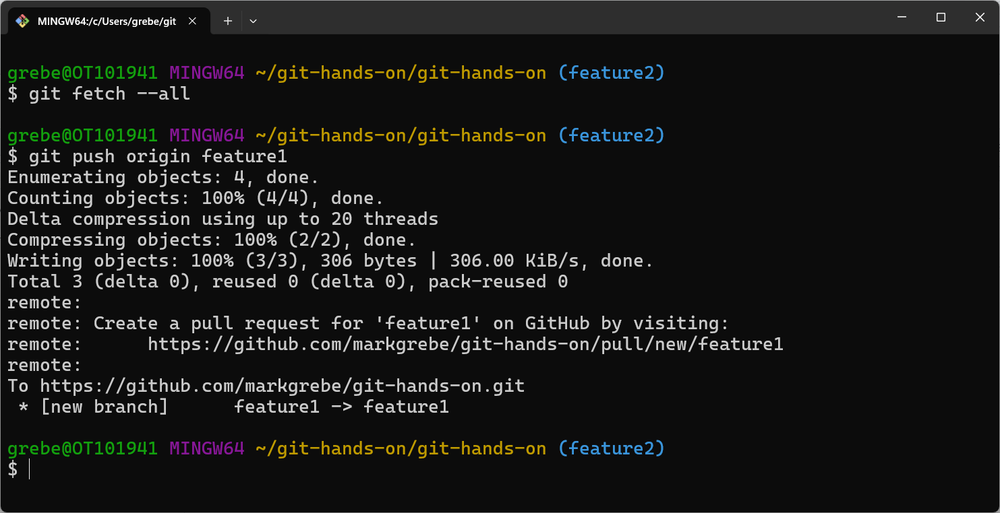 MINGW64:/c/Users/grebe/git
grebe@OT101941 MINGW64 ~/git-hands-on/git-hands-on (feature2)
$ git fetch --all
grebe@OT101941 MINGW64 ~/git-hands-on/git-hands-on (feature2)
$ git push origin feature1
Enumerating objects: 4, done.
Counting objects: 100% (4/4), done.
Delta compression using up to 20 threads
Compressing objects: 100% (2/2), done.
Writing objects: 100% (3/3), 306 bytes | 306.00 KiB/s, done.
Total 3 (delta 0), reused 0 (delta 0), pack-reused 0
remote:
remote: Create a pull request for 'feature1' on GitHub by visiting:
remote:      https://github.com/markgrebe/git-hands-on/pull/new/feature1
remote:
To https://github.com/markgrebe/git-hands-on.git
 * [new branch]      feature1 -> feature1
grebe@OT101941 MINGW64 ~/git-hands-on/git-hands-on (feature2)
$